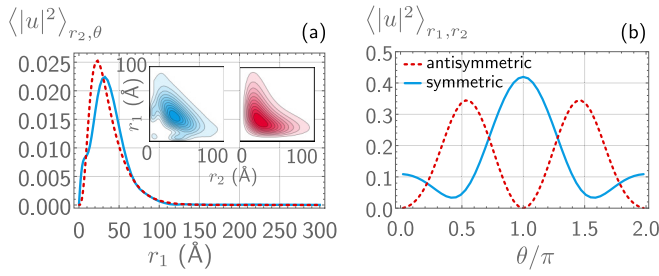 ⟨|u|²⟩r₂,θ
(a)
0.025
0.020
0.015
0.010
0.005
0.000
0 50 100 150 200 250 300
r₁ (Å)
100
r₁ (Å)
0 100 0 100
r₂ (Å)
⟨|u|²⟩r₁,r₂
(b)
0.5
0.4
0.3
0.2
0.1
0.0
0.0 0.5 1.0 1.5 2.0
θ/π
antisymmetric
symmetric